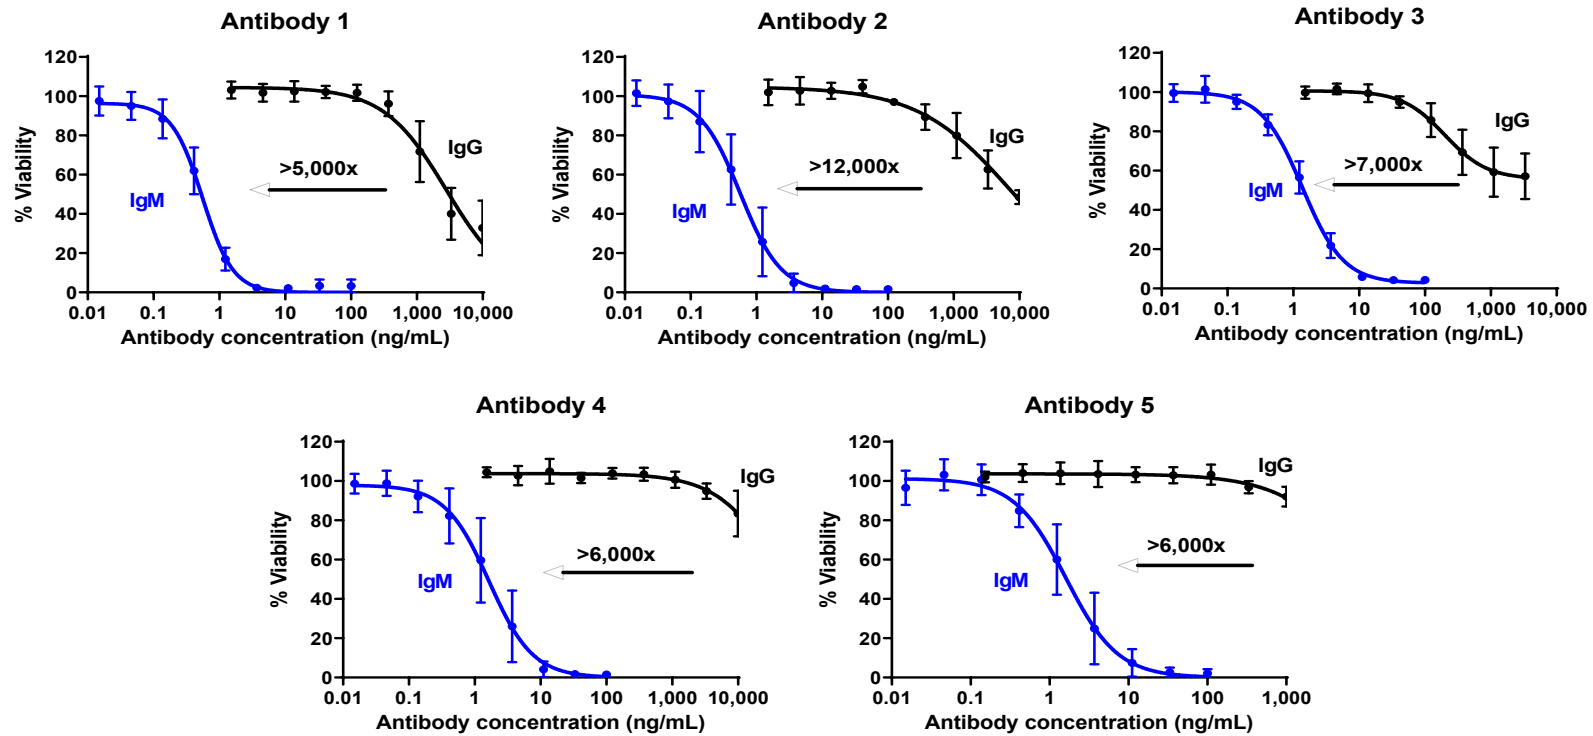 Antibody 1
120
100
80
60
40
20
0
% Viability
IgG
>5,000x
IgM
0.01 0.1 1 10 100 1,000 10,000
Antibody concentration (ng/mL)
Antibody 2
120
100
80
60
40
20
0
% Viability
IgG
>12,000x
IgM
0.01 0.1 1 10 100 1,000 10,000
Antibody concentration (ng/mL)
Antibody 3
120
100
80
60
40
20
0
% Viability
IgG
>7,000x
IgM
0.01 0.1 1 10 100 1,000 10,000
Antibody concentration (ng/mL)
Antibody 4
120
100
80
60
40
20
0
% Viability
IgG
>6,000x
IgM
0.01 0.1 1 10 100 1,000 10,000
Antibody concentration (ng/mL)
Antibody 5
120
100
80
60
40
20
0
% Viability
IgG
>6,000x
IgM
0.01 0.1 1 10 100 1,000
Antibody concentration (ng/mL)